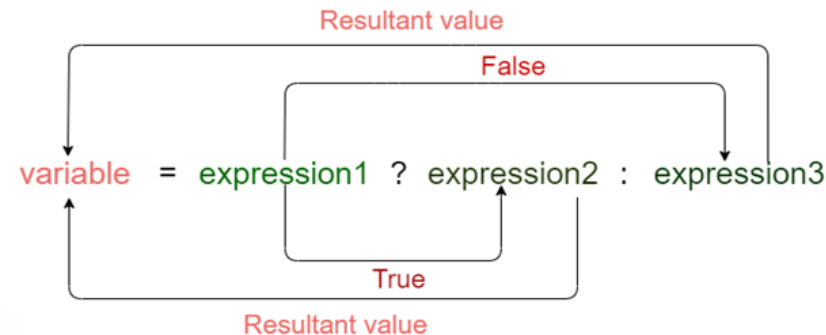 Resultant value
False
variable = expression1 ? expression2 : expression3
True
Resultant value